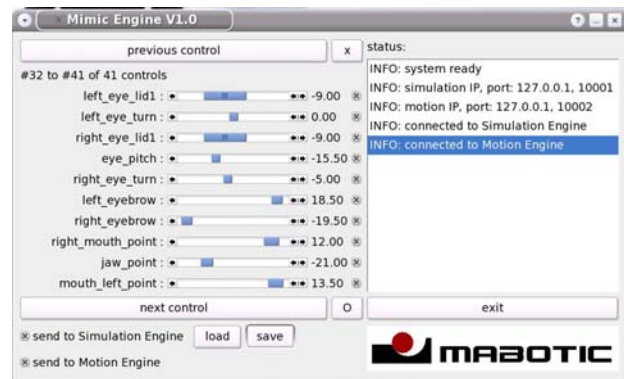 Mimic Engine V1.0
previous control x
#32 to #41 of 41 controls
left_eye_lid1 : -9.00
left_eye_turn : 0.00
right_eye_lid1 : -9.00
eye_pitch : -15.50
right_eye_turn : -5.00
left_eyebrow : 18.50
right_eyebrow : -19.50
right_mouth_point : 12.00
jaw_point : -21.00
mouth_left_point : 13.50
next control O
send to Simulation Engine load save
send to Motion Engine
status:
INFO: system ready
INFO: simulation IP, port: 127.0.0.1, 10001
INFO: motion IP, port: 127.0.0.1, 10002
INFO: connected to Simulation Engine
INFO: connected to Motion Engine
exit
MABOTIC